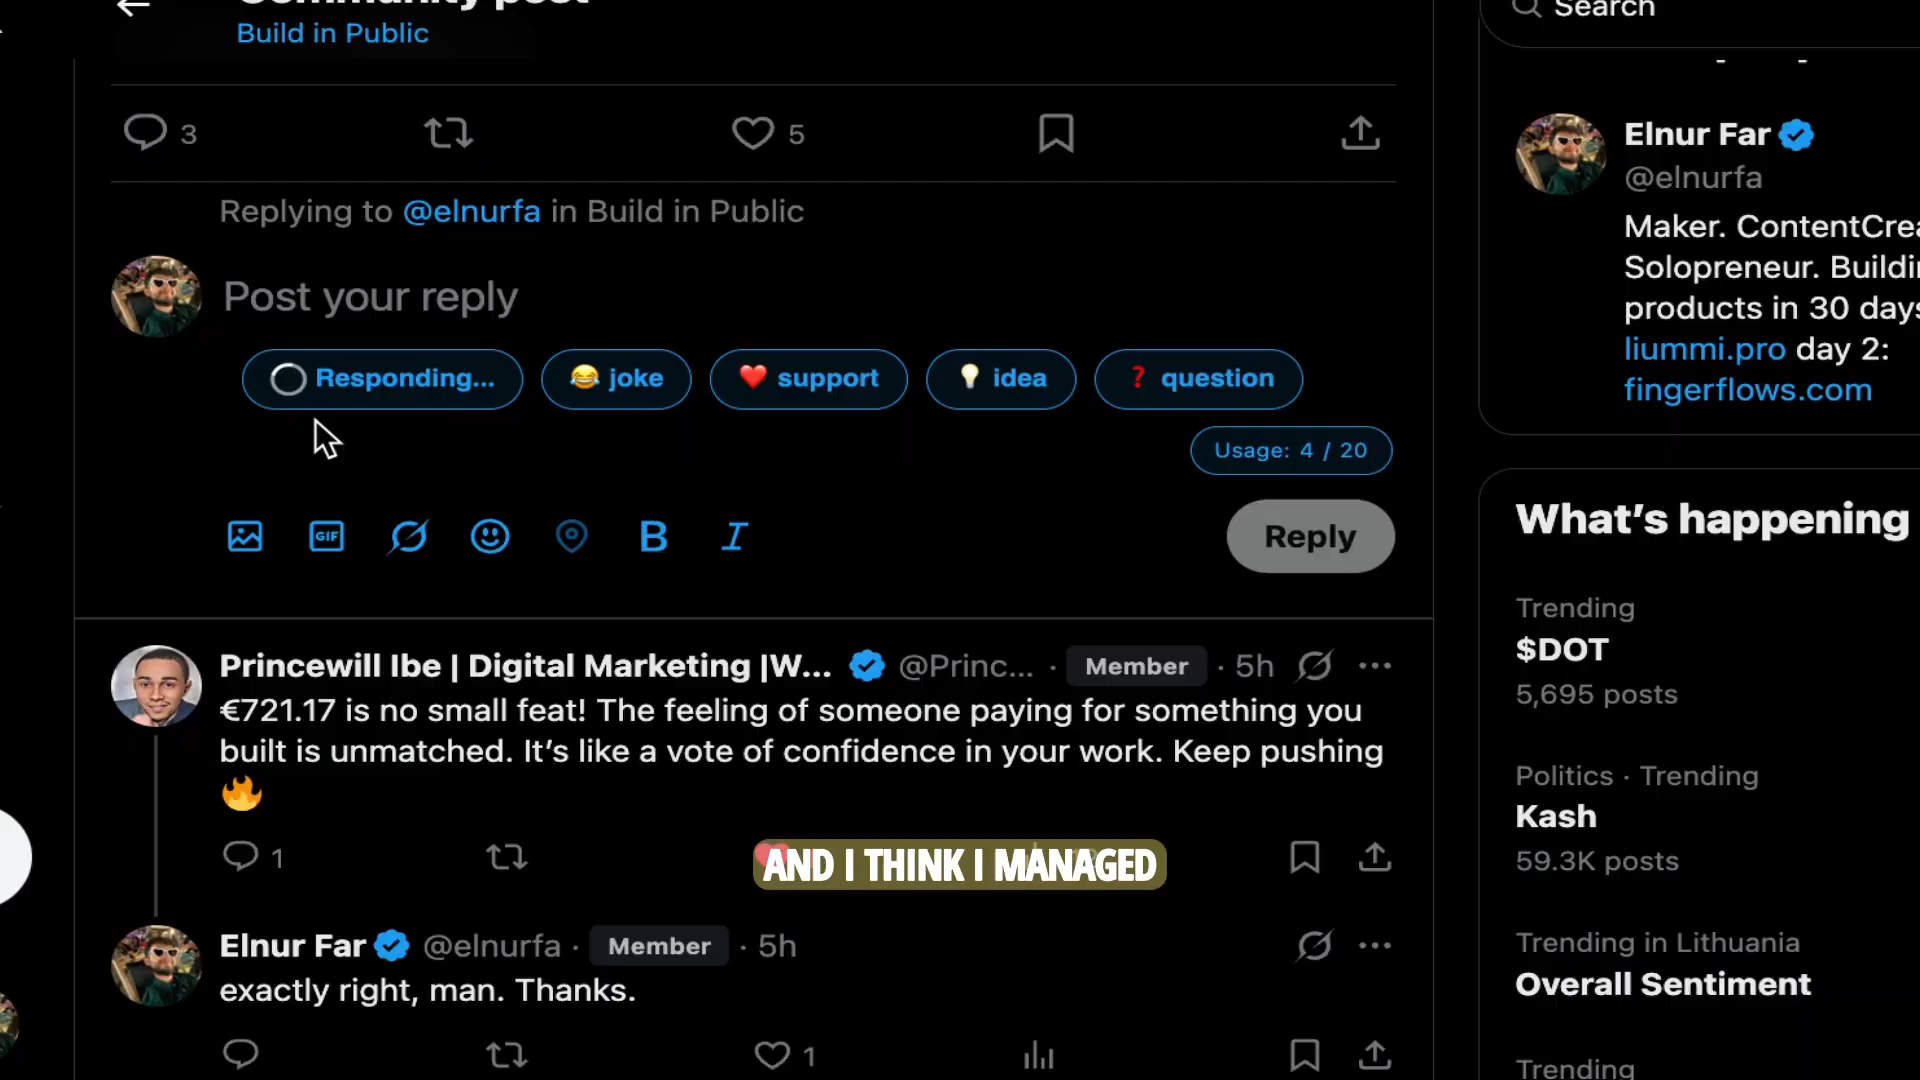 Build in Public
Search
3
5
Replying to @elnurfa in Build in Public
Post your reply
Responding...
joke
support
idea
question
Usage: 4 / 20
GIF
B
I
Reply
Elnur Far
@elnurfa
Maker.
Solopreneur.
products in 30
liummi.pro day 2:
fingerflows.com
What's happening
Trending
$DOT
5,695 posts
Politics · Trending
Kash
59.3K posts
Trending in Lithuania
Overall Sentiment
Trending
Princewill Ibe | Digital Marketing |W... @Princ... · Member · 5h
€721.17 is no small feat! The feeling of someone paying for something you
built is unmatched. It's like a vote of confidence in your work. Keep pushing
1
AND I THINK I MANAGED
Elnur Far @elnurfa · Member · 5h
exactly right, man. Thanks.
1